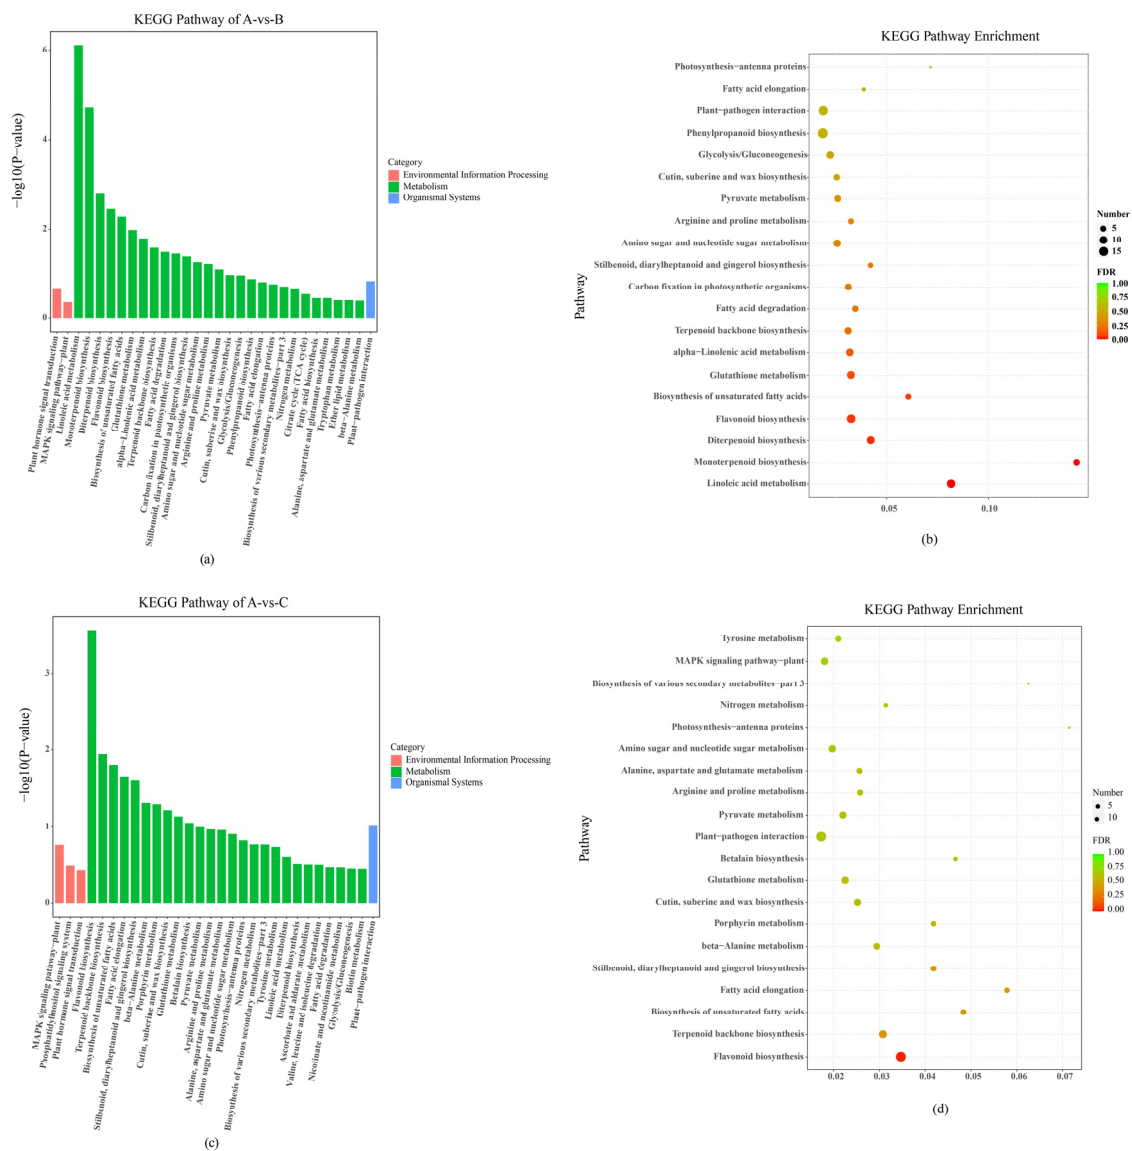 KEGG Pathway of A-vs-B
−log10(P−value)
6
4
2
0
Category
Environmental Information Processing
Metabolism
Organismal Systems
Plant hormone signal transduction
MAPK signaling pathway−plant
Linoleic acid metabolism
Monoterpenoid biosynthesis
Diterpenoid biosynthesis
Flavonoid biosynthesis
Biosynthesis of unsaturated fatty acids
Glutathione metabolism
alpha−Linolenic acid metabolism
Terpenoid backbone biosynthesis
Fatty acid degradation
Carbon fixation in photosynthetic organisms
Stilbenoid, diarylheptanoid and gingerol biosynthesis
Amino sugar and nucleotide sugar metabolism
Arginine and proline metabolism
Pyruvate metabolism
Cutin, suberine and wax biosynthesis
Glycolysis/Gluconeogenesis
Phenylpropanoid biosynthesis
Fatty acid elongation
Photosynthesis−antenna proteins
Biosynthesis of various secondary metabolites−part 3
Nitrogen metabolism
Citrate cycle (TCA cycle)
Fatty acid biosynthesis
Alanine, aspartate and glutamate metabolism
Tryptophan metabolism
Ether lipid metabolism
beta−Alanine metabolism
Plant−pathogen interaction
(a)
KEGG Pathway Enrichment
Pathway
Photosynthesis−antenna proteins
Fatty acid elongation
Plant−pathogen interaction
Phenylpropanoid biosynthesis
Glycolysis/Gluconeogenesis
Cutin, suberine and wax biosynthesis
Pyruvate metabolism
Arginine and proline metabolism
Amino sugar and nucleotide sugar metabolism
Stilbenoid, diarylheptanoid and gingerol biosynthesis
Carbon fixation in photosynthetic organisms
Fatty acid degradation
Terpenoid backbone biosynthesis
alpha−Linolenic acid metabolism
Glutathione metabolism
Biosynthesis of unsaturated fatty acids
Flavonoid biosynthesis
Diterpenoid biosynthesis
Monoterpenoid biosynthesis
Linoleic acid metabolism
0.05 0.10
Number
5
10
15
FDR
1.00
0.75
0.50
0.25
0.00
(b)
KEGG Pathway of A-vs-C
−log10(P−value)
3
2
1
0
Category
Environmental Information Processing
Metabolism
Organismal Systems
MAPK signaling pathway−plant
Phosphatidylinositol signaling system
Plant hormone signal transduction
Flavonoid biosynthesis
Terpenoid backbone biosynthesis
Biosynthesis of unsaturated fatty acids
Fatty acid elongation
Stilbenoid, diarylheptanoid and gingerol biosynthesis
beta−Alanine metabolism
Porphyrin metabolism
Cutin, suberine and wax biosynthesis
Glutathione metabolism
Betalain biosynthesis
Pyruvate metabolism
Arginine and proline metabolism
Alanine, aspartate and glutamate metabolism
Amino sugar and nucleotide sugar metabolism
Photosynthesis−antenna proteins
Nitrogen metabolism
Biosynthesis of various secondary metabolites−part 3
Tyrosine metabolism
Linoleic acid metabolism
Diterpenoid biosynthesis
Ascorbate and aldarate metabolism
Valine, leucine and isoleucine degradation
Fatty acid degradation
Nicotinate and nicotinamide metabolism
Glycolysis/Gluconeogenesis
Biotin metabolism
Plant−pathogen interaction
(c)
KEGG Pathway Enrichment
Pathway
Tyrosine metabolism
MAPK signaling pathway−plant
Biosynthesis of various secondary metabolites−part 3
Nitrogen metabolism
Photosynthesis−antenna proteins
Amino sugar and nucleotide sugar metabolism
Alanine, aspartate and glutamate metabolism
Arginine and proline metabolism
Pyruvate metabolism
Plant−pathogen interaction
Betalain biosynthesis
Glutathione metabolism
Cutin, suberine and wax biosynthesis
Porphyrin metabolism
beta−Alanine metabolism
Stilbenoid, diarylheptanoid and gingerol biosynthesis
Fatty acid elongation
Biosynthesis of unsaturated fatty acids
Terpenoid backbone biosynthesis
Flavonoid biosynthesis
0.02 0.03 0.04 0.05 0.06 0.07
Number
5
10
FDR
1.00
0.75
0.50
0.25
0.00
(d)